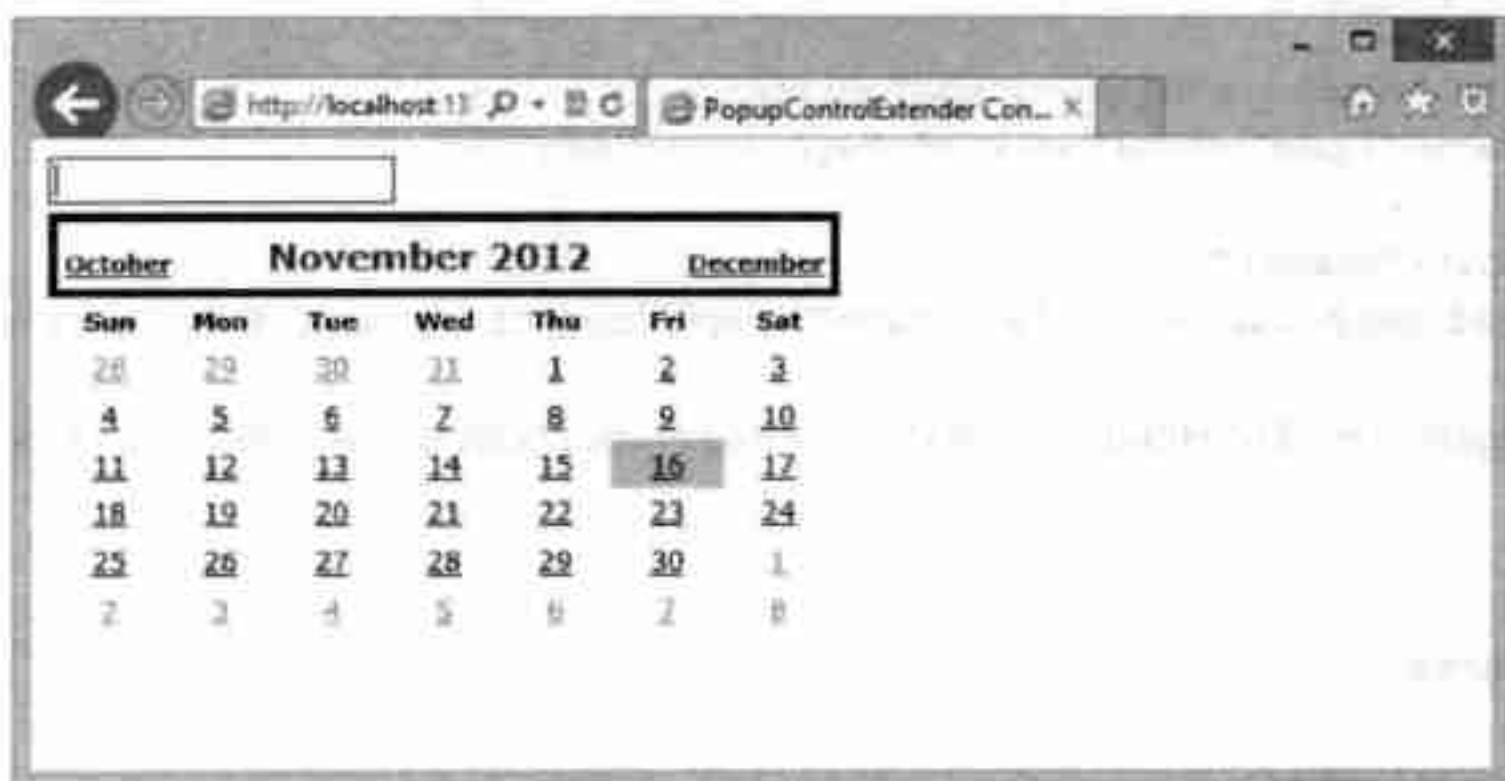 http://localhost:13
PopupControlExtender Con...
October November 2012 December
Sun Mon Tue Wed Thu Fri Sat
28 29 30 31 1 2 3
4 5 6 7 8 9 10
11 12 13 14 15 16 17
18 19 20 21 22 23 24
25 26 27 28 29 30 1
2 3 4 5 6 7 8